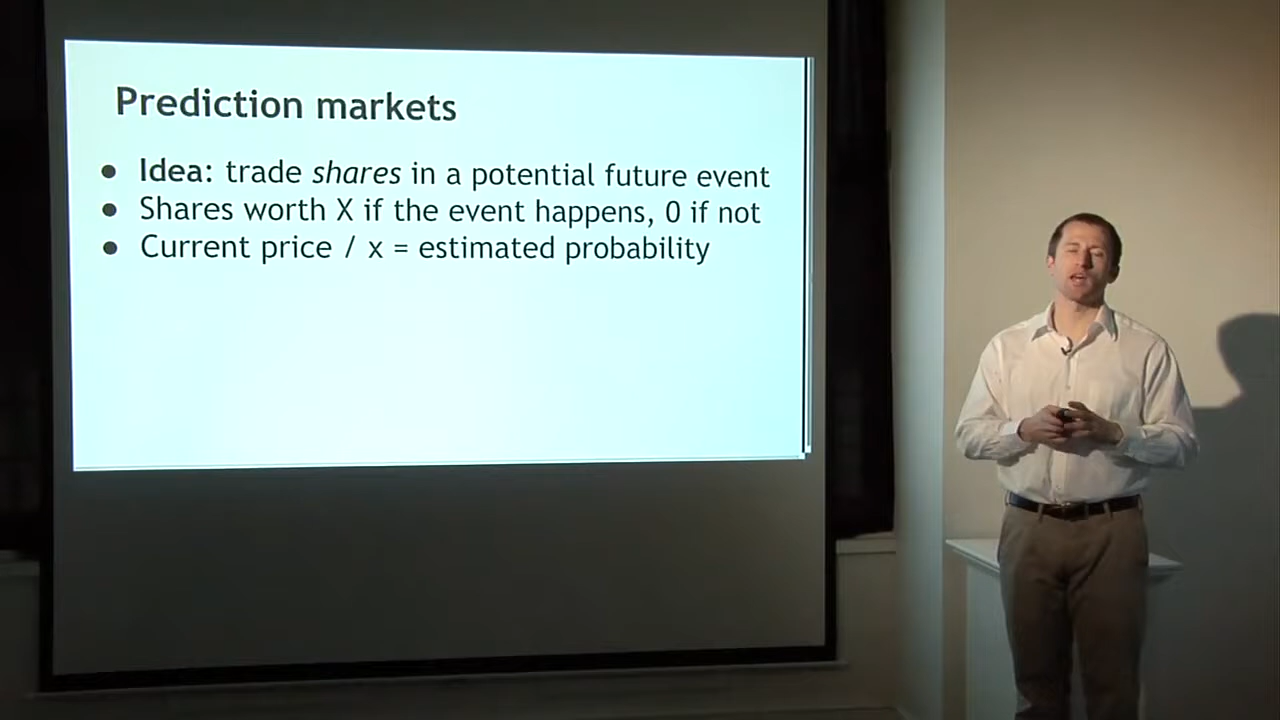 Prediction markets
● Idea: trade shares in a potential future event
● Shares worth X if the event happens, 0 if not
● Current price / x = estimated probability